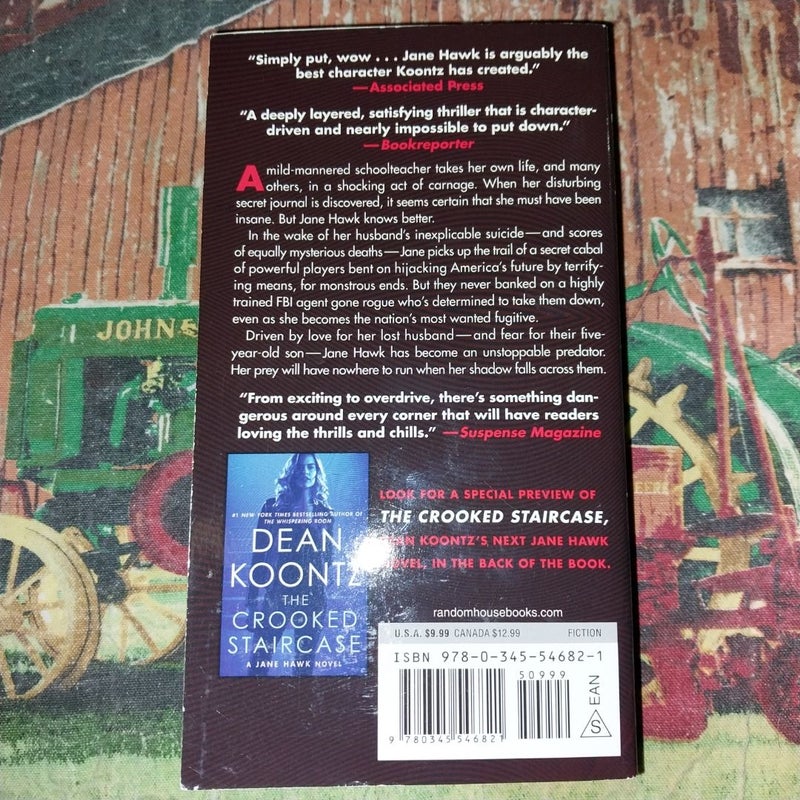 “Simply put, wow . . . Jane Hawk is arguably the
best character Koontz has created.”
—Associated Press
“A deeply layered, satisfying thriller that is character-
driven and nearly impossible to put down.”
—Bookreporter
A mild-mannered schoolteacher takes her own life, and many
others, in a shocking act of carnage. When her disturbing
secret journal is discovered, it seems certain that she must have been
insane. But Jane Hawk knows better.
In the wake of her husband’s inexplicable suicide—and scores
of equally mysterious deaths—Jane picks up the trail of a secret cabal
of powerful players bent on hijacking America’s future by terrify-
ing means, for monstrous ends. But they never banked on a highly
trained FBI agent gone rogue who’s determined to take them down,
even as she becomes the nation’s most wanted fugitive.
Driven by love for her lost husband—and fear for their five-
year-old son—Jane Hawk has become an unstoppable predator.
Her prey will have nowhere to run when her shadow falls across them.
“From exciting to overdrive, there’s something dan-
gerous around every corner that will have readers
loving the thrills and chills.” —Suspense Magazine
#1 NEW YORK TIMES BESTSELLING AUTHOR OF
THE WHISPERING ROOM
DEAN
KOONTZ
THE
CROOKED
STAIRCASE
A JANE HAWK NOVEL
LOOK FOR A SPECIAL PREVIEW OF
THE CROOKED STAIRCASE,
KOONTZ’S NEXT JANE HAWK
IN THE BACK OF THE BOOK.
randomhousebooks.com
U.S.A. $9.99 CANADA $12.99 FICTION
ISBN 978-0-345-54682-1
50999
9 780345 546821
EAN
S
JOHN